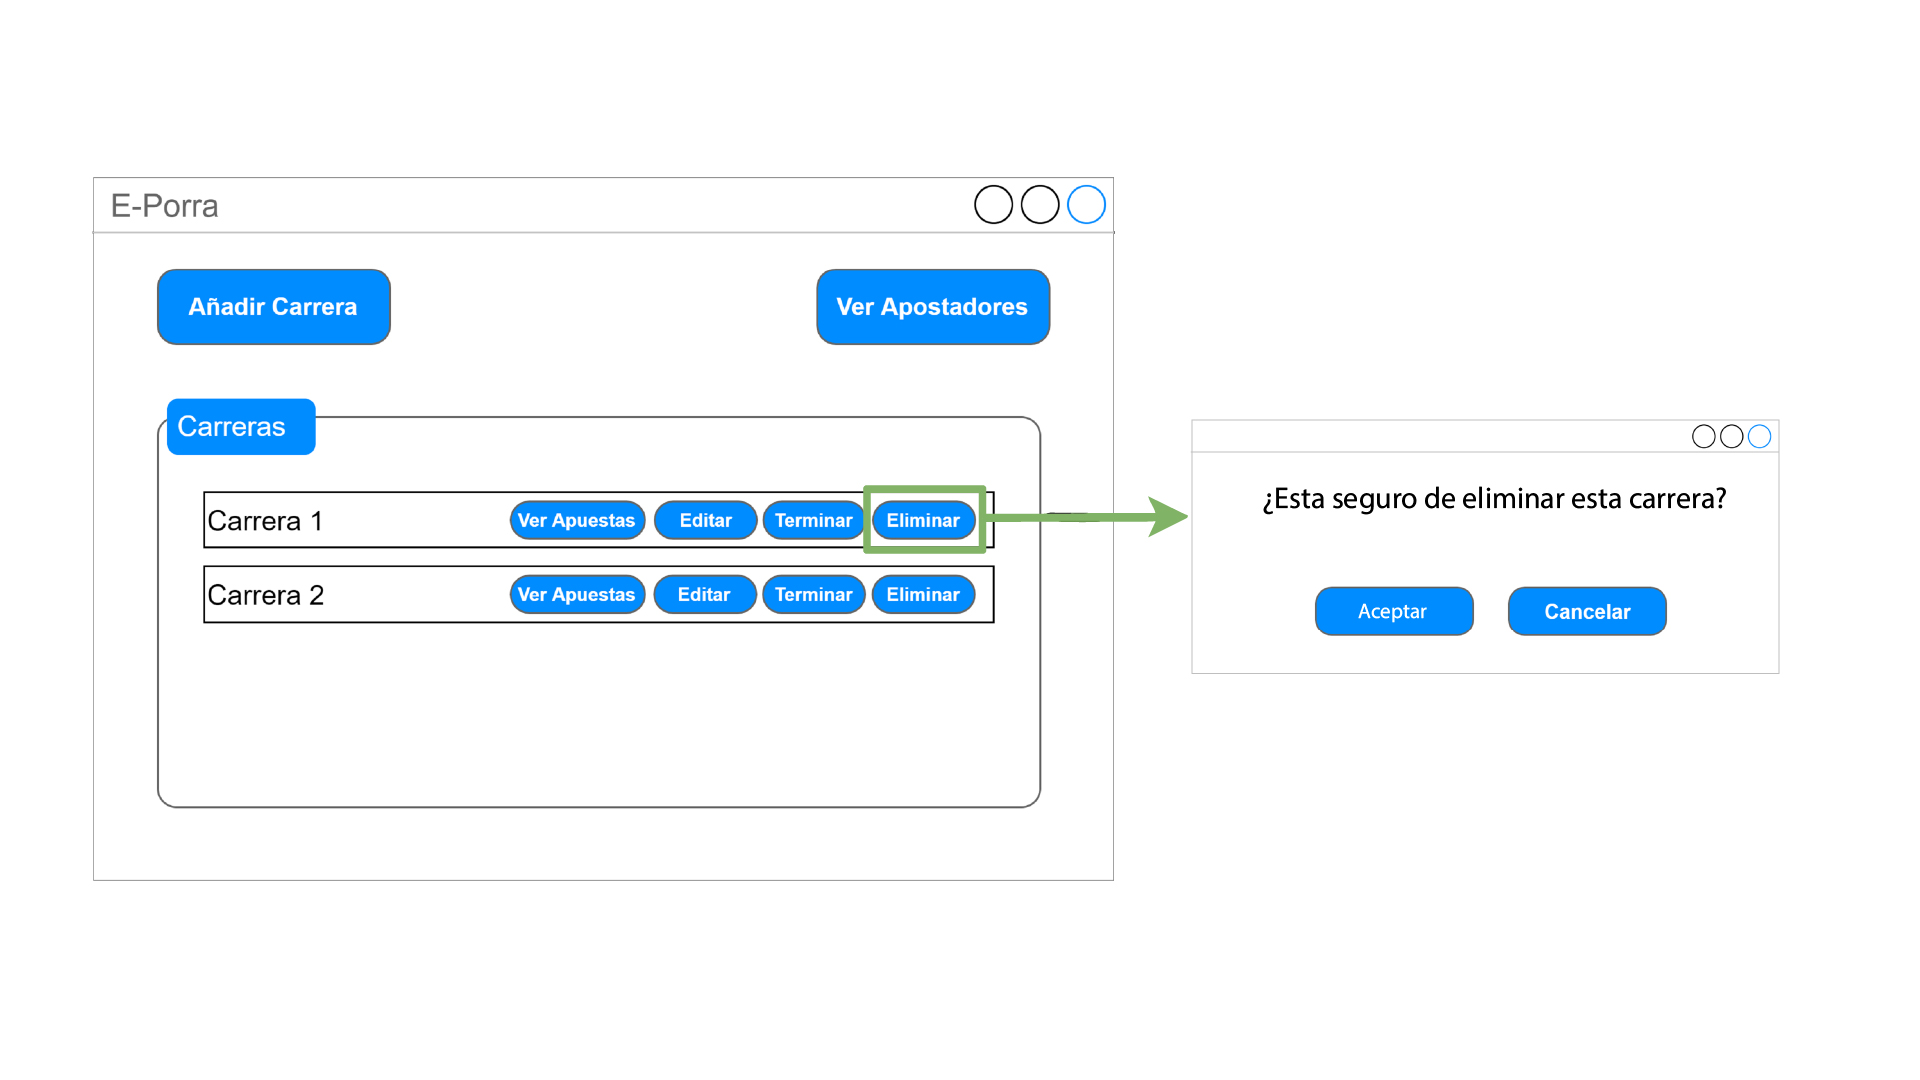 E-Porra
Añadir Carrera
Ver Apostadores
Carreras
Carrera 1 Ver Apuestas Editar Terminar Eliminar
Carrera 2 Ver Apuestas Editar Terminar Eliminar
¿Esta seguro de eliminar esta carrera?
Aceptar Cancelar